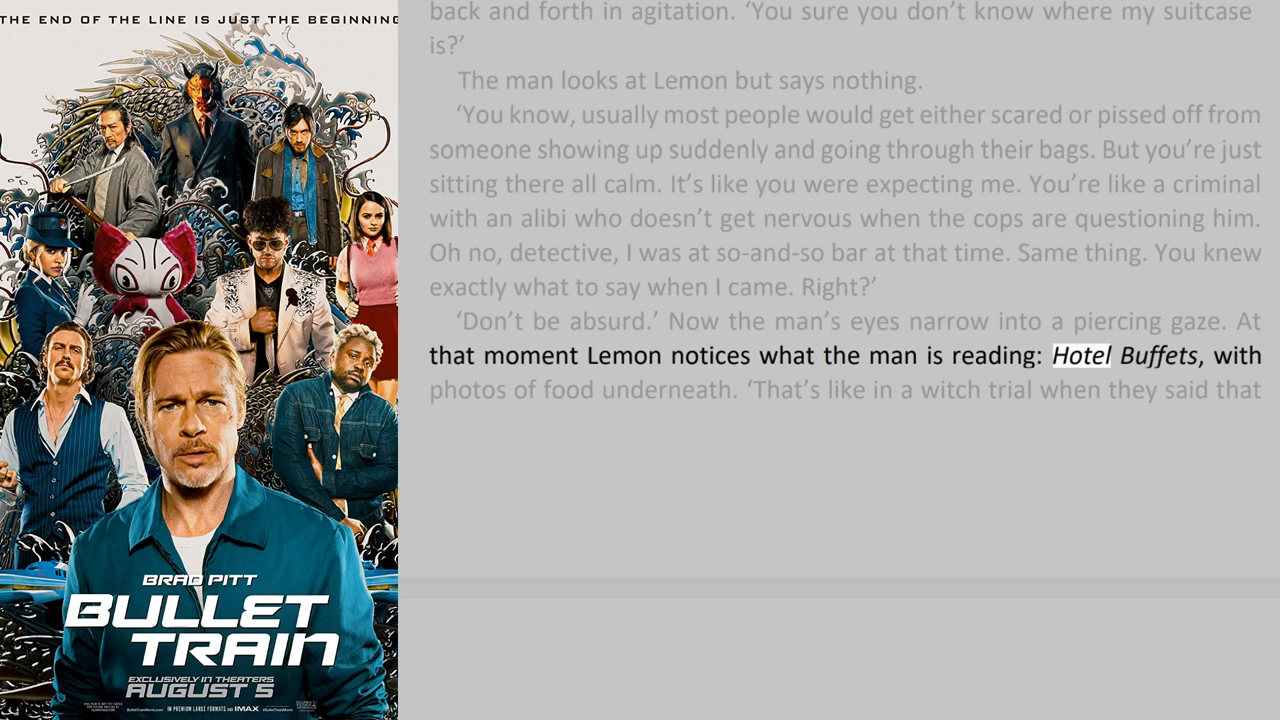 THE END OF THE LINE IS JUST THE BEGINNING
BRAD PITT
BULLET
TRAIN
EXCLUSIVELY IN THEATERS
AUGUST 5
BulletTrainMovie.com
IN PREMIUM LARGE FORMATS AND IMAX
#BulletTrainMovie
back and forth in agitation. ‘You sure you don’t know where my suitcase
is?’
The man looks at Lemon but says nothing.
‘You know, usually most people would get either scared or pissed off from
someone showing up suddenly and going through their bags. But you’re just
sitting there all calm. It’s like you were expecting me. You’re like a criminal
with an alibi who doesn’t get nervous when the cops are questioning him.
Oh no, detective, I was at so-and-so bar at that time. Same thing. You knew
exactly what to say when I came. Right?’
‘Don’t be absurd.’ Now the man’s eyes narrow into a piercing gaze. At
that moment Lemon notices what the man is reading: Hotel Buffets, with
photos of food underneath. ‘That’s like in a witch trial when they said that